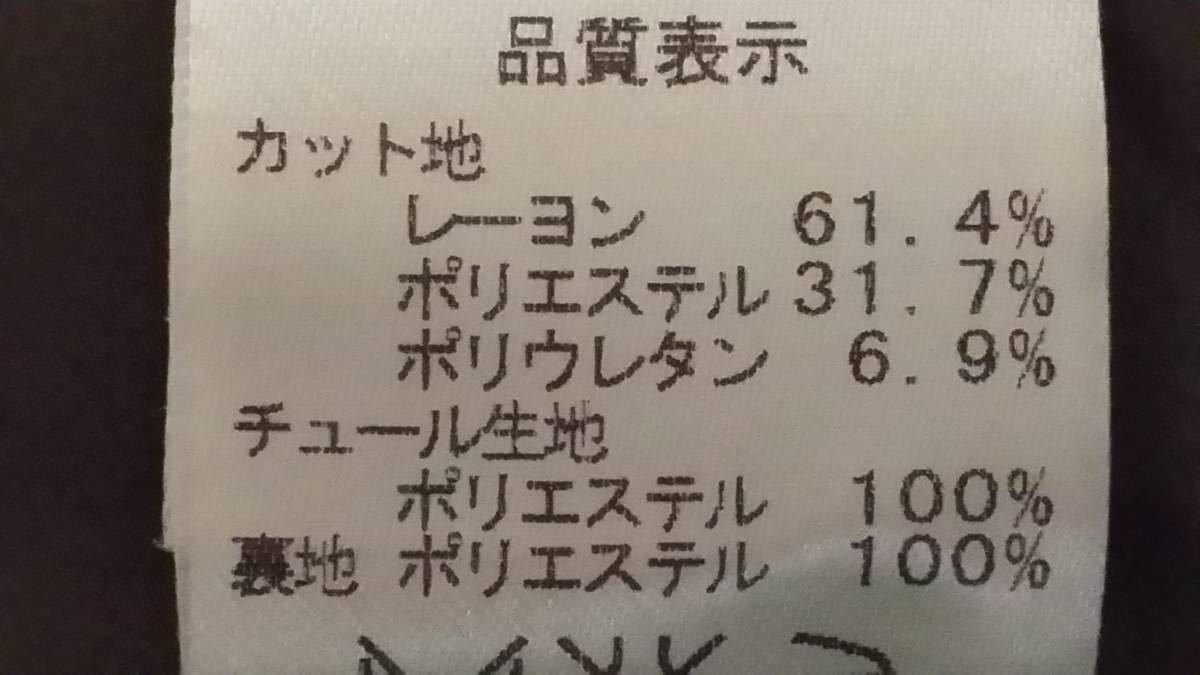 品質表示
カット地
レーヨン 61.4%
ポリエステル 31.7%
ポリウレタン 6.9%
チュール生地
ポリエステル 100%
裏地 ポリエステル 100%